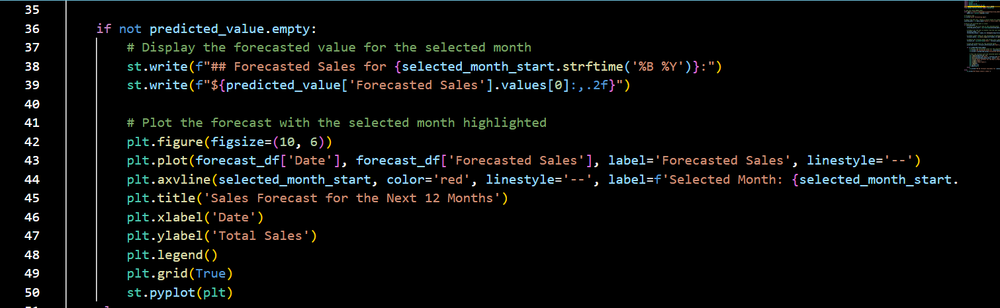 35
36 if not predicted_value.empty:
37 # Display the forecasted value for the selected month
38 st.write(f"## Forecasted Sales for {selected_month_start.strftime('%B %Y')}:")
39 st.write(f"${predicted_value['Forecasted Sales'].values[0]:,.2f}")
40
41 # Plot the forecast with the selected month highlighted
42 plt.figure(figsize=(10, 6))
43 plt.plot(forecast_df['Date'], forecast_df['Forecasted Sales'], label='Forecasted Sales', linestyle='--')
44 plt.axvline(selected_month_start, color='red', linestyle='--', label=f'Selected Month: {selected_month_start.
45 plt.title('Sales Forecast for the Next 12 Months')
46 plt.xlabel('Date')
47 plt.ylabel('Total Sales')
48 plt.legend()
49 plt.grid(True)
50 st.pyplot(plt)